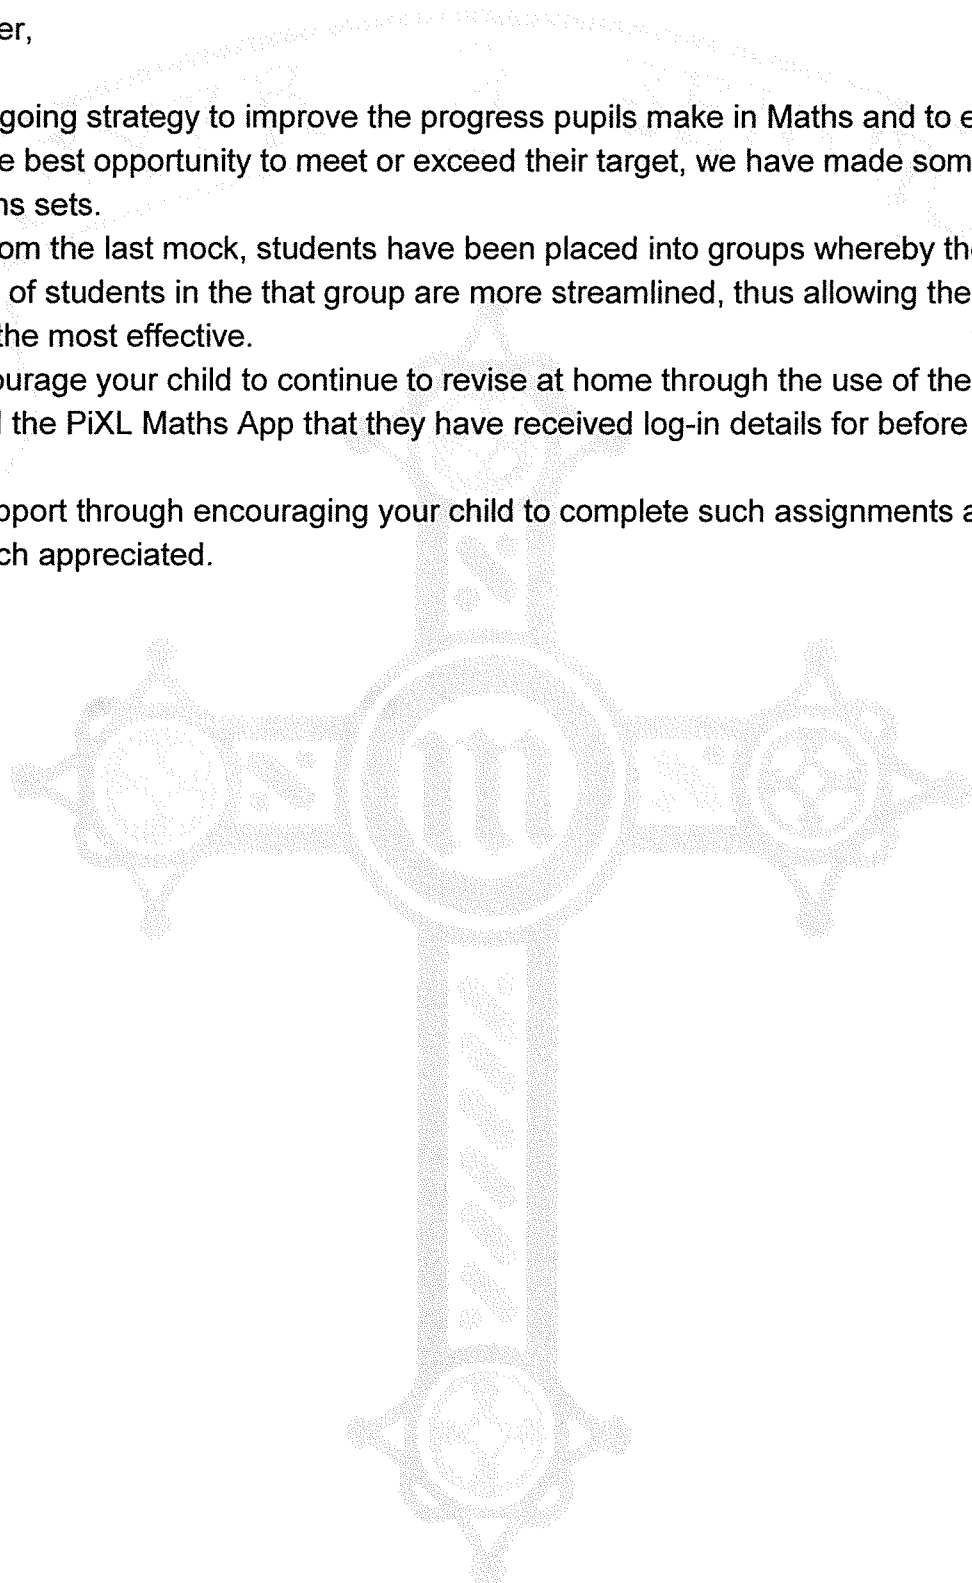 er,
going strategy to improve the progress pupils make in Maths and to e
e best opportunity to meet or exceed their target, we have made som
ns sets.
om the last mock, students have been placed into groups whereby the
of students in the that group are more streamlined, thus allowing the
the most effective.
ourage your child to continue to revise at home through the use of the
the PiXL Maths App that they have received log-in details for before
pport through encouraging your child to complete such assignments a
ch appreciated.
m